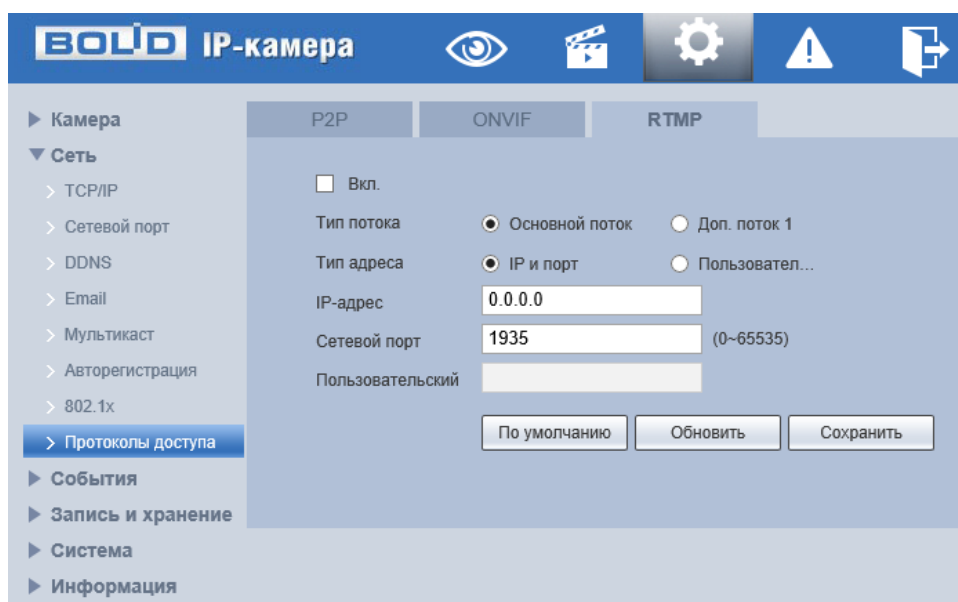 BOLID IP-камера
P2P ONVIF RTMP
Камера
Сеть
TCP/IP
Сетевой порт
DDNS
Email
Мультикаст
Авторегистрация
802.1x
Протоколы доступа
События
Запись и хранение
Система
Информация
Вкл.
Тип потока Основной поток Доп. поток 1
Тип адреса IP и порт Пользовател...
IP-адрес 0.0.0.0
Сетевой порт 1935 (0~65535)
Пользовательский
По умолчанию Обновить Сохранить